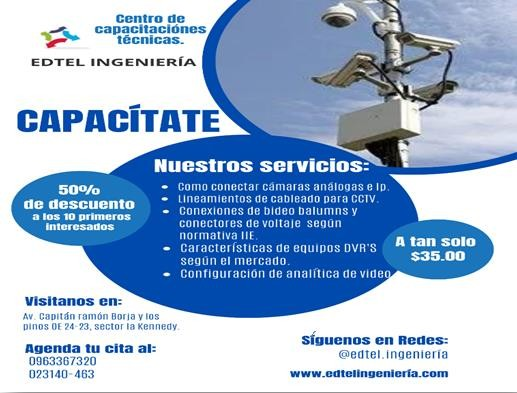 Centro de
capacitaciónes
técnicas.
EDTEL INGENIERÍA
CAPACÍTATE
Nuestros servicios:
50%
de descuento
a los 10 primeros
interesados
Como conectar cámaras análogas e Ip.
Lineamientos de cableado para CCTV.
Conexiones de bideo balumns y
conectores de voltaje según
normativa IIE.
Características de equipos DVR'S
según el mercado.
Configuración de analítica de video
A tan solo
$35.00
Visítanos en:
Av. Capitán ramón Borja y los
pinos OE 24-23, sector la Kennedy.
Agenda tu cita al:
0963367320
023140-463
Síguenos en Redes:
@edtel.ingeniería
www.edtelingeniería.com